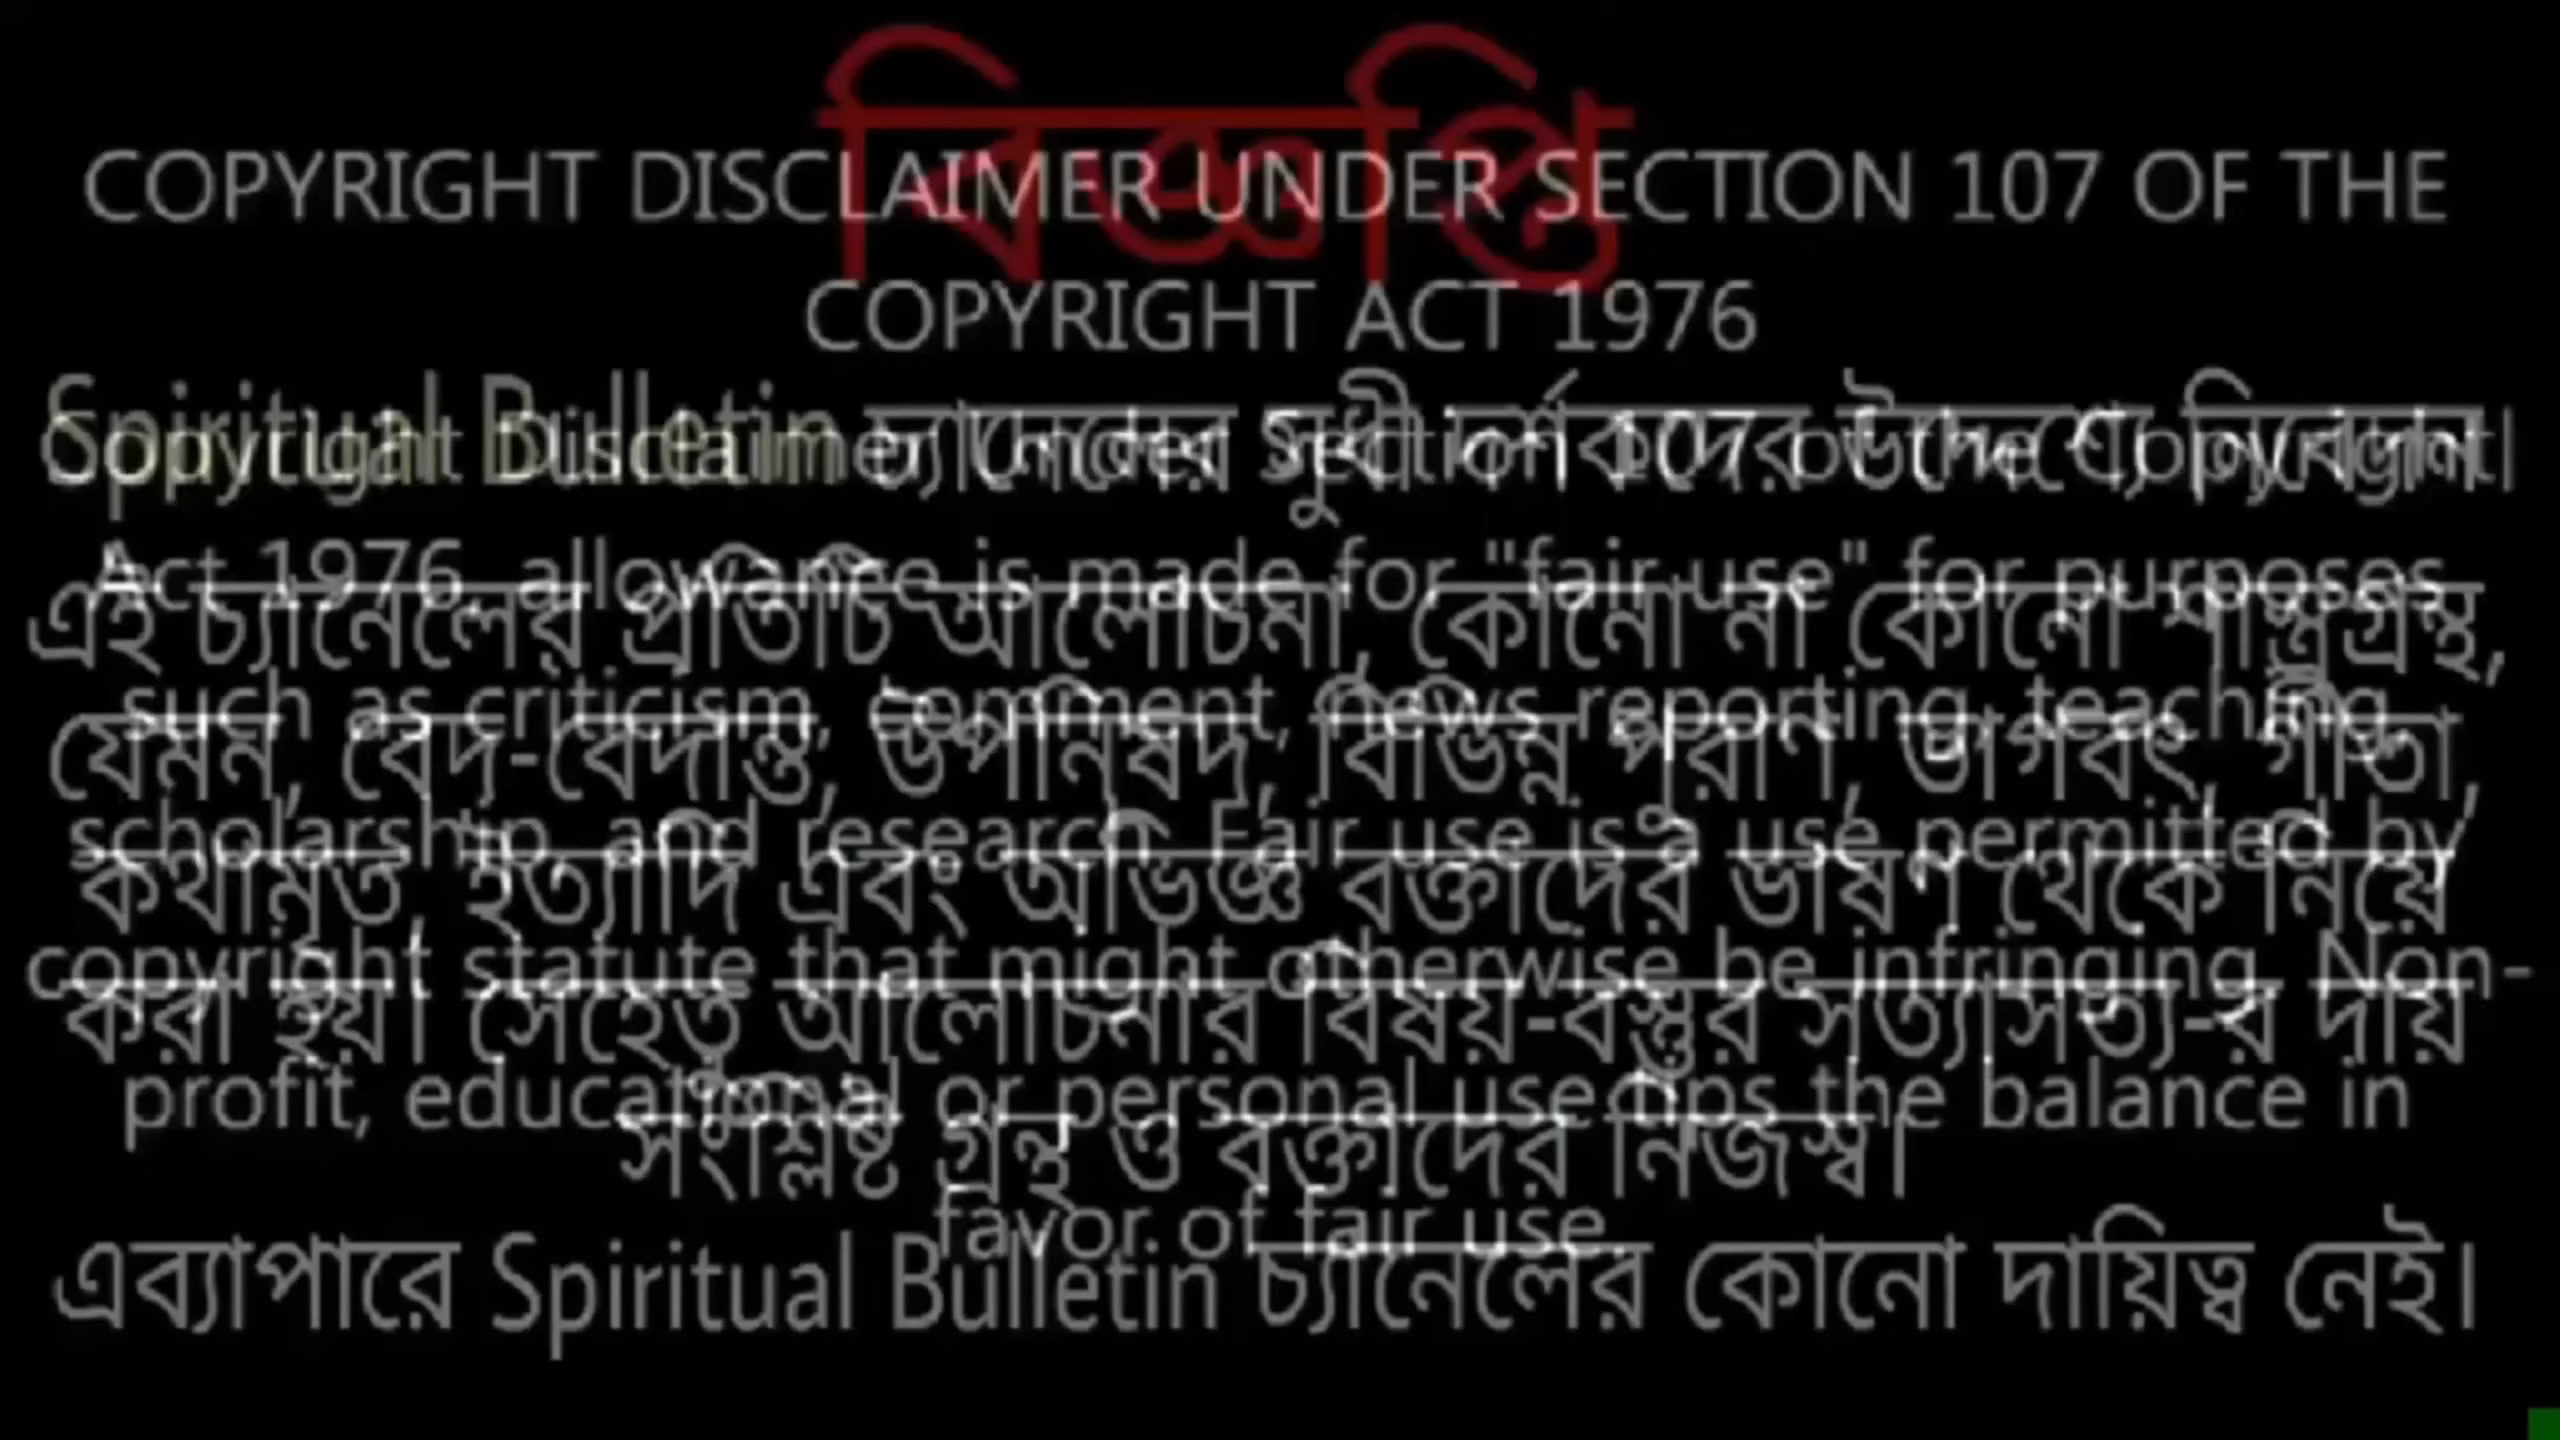 বিজ্ঞপ্তি
COPYRIGHT DISCLAIMER UNDER SECTION 107 OF THE
COPYRIGHT ACT 1976
Spiritual Bulletin চ্যানেলের সুধী দর্শকদের উদ্দেশ্যে নিবেদন।
Copyright Disclaimer Under Section 107 of the Copyright
Act 1976, allowance is made for "fair use" for purposes
এই চ্যানেলের প্রতিটি আলোচনা, কোনো না কোনো শাস্ত্রগ্রন্থ,
such as criticism, comment, news reporting, teaching,
যেমন, বেদ-বেদান্ত, উপনিষদ, বিভিন্ন পুরাণ, ভাগবৎ, গীতা,
scholarship, and research. Fair use is a use permitted by
কথামৃত, ইত্যাদি এবং অভিজ্ঞ বক্তাদের ভাষণ থেকে নিয়ে
copyright statute that might otherwise be infringing. Non-
করা হয়। সেহেতু আলোচনার বিষয়-বস্তুর সত্যাসত্য-র দায়
profit, educational or personal use tips the balance in
সংশ্লিষ্ট গ্রন্থ ও বক্তাদের নিজস্ব।
favor of fair use.
এব্যাপারে Spiritual Bulletin চ্যানেলের কোনো দায়িত্ব নেই।